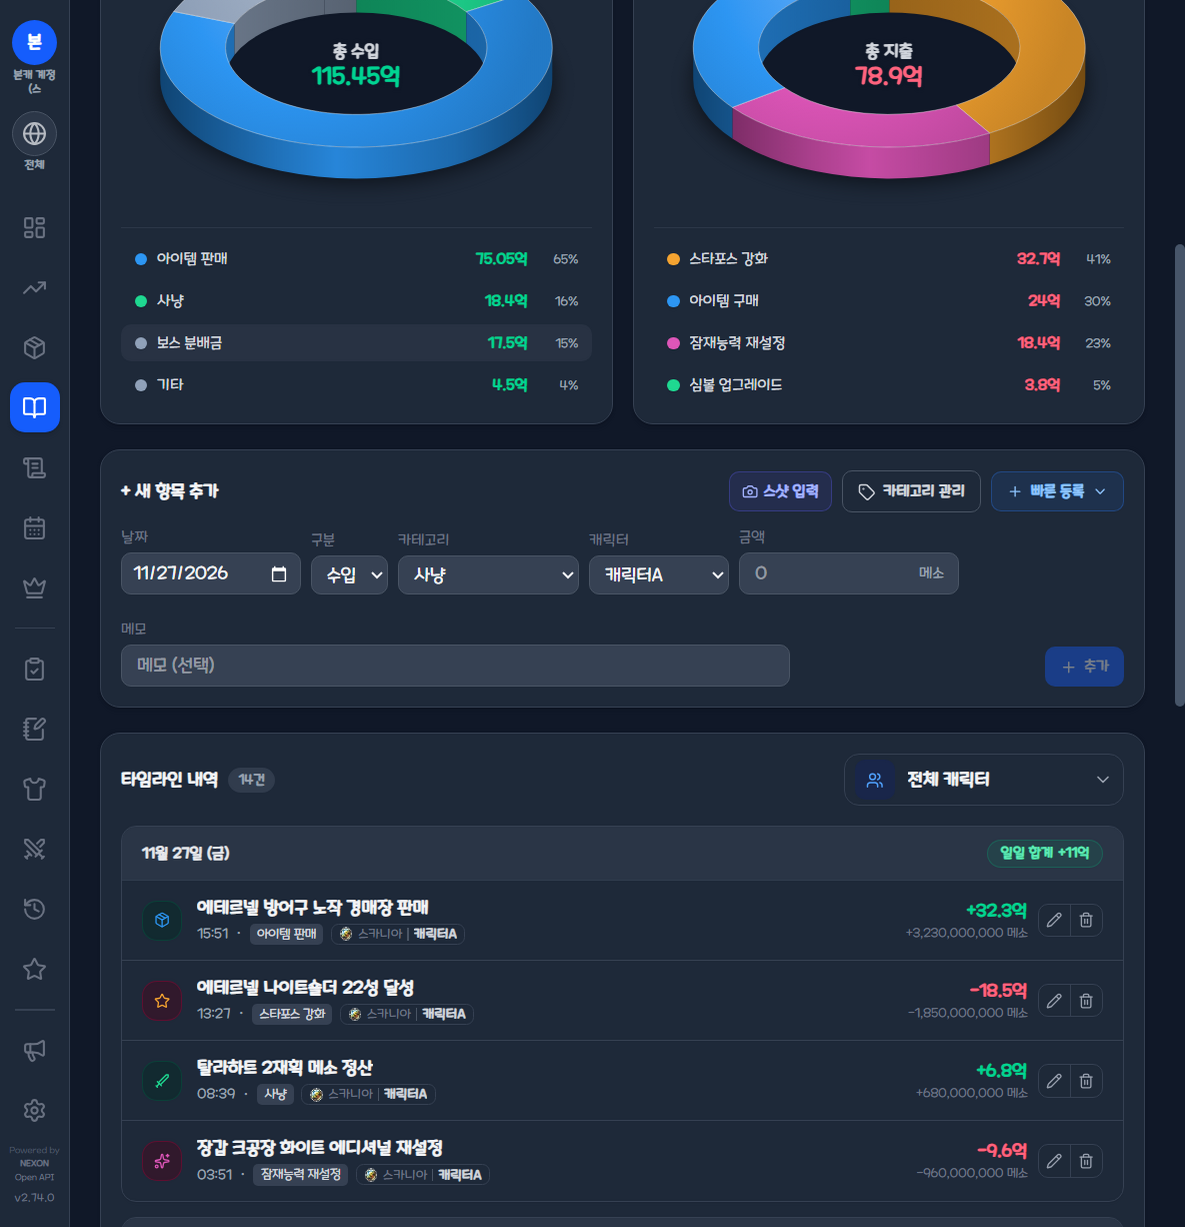 본
본캐 계정
(스
전체
Powered by
NEXON
Open API
v2.74.0
총 수입
115.45억
아이템 판매 75.05억 65%
사냥 18.4억 16%
보스 분배금 17.5억 15%
기타 4.5억 4%
총 지출
78.9억
스타포스 강화 32.7억 41%
아이템 구매 24억 30%
잠재능력 재설정 18.4억 23%
심볼 업그레이드 3.8억 5%
+ 새 항목 추가
스샷 입력
카테고리 관리
빠른 등록
날짜 구분 카테고리 캐릭터 금액
11/27/2026 수입 사냥 캐릭터A 0 메소
메모
메모 (선택)
추가
타임라인 내역 14건
전체 캐릭터
11월 27일 (금) 일일 합계 +11억
에테르넬 방어구 노작 경매장 판매 +32.3억
15:51 · 아이템 판매 스카니아 | 캐릭터A +3,230,000,000 메소
에테르넬 나이트숄더 22성 달성 -18.5억
13:27 · 스타포스 강화 스카니아 | 캐릭터A -1,850,000,000 메소
탈라하트 2재획 메소 정산 +6.8억
08:39 · 사냥 스카니아 | 캐릭터A +680,000,000 메소
장갑 크공장 화이트 에디셔널 재설정 -9.6억
03:51 · 잠재능력 재설정 스카니아 | 캐릭터A -960,000,000 메소